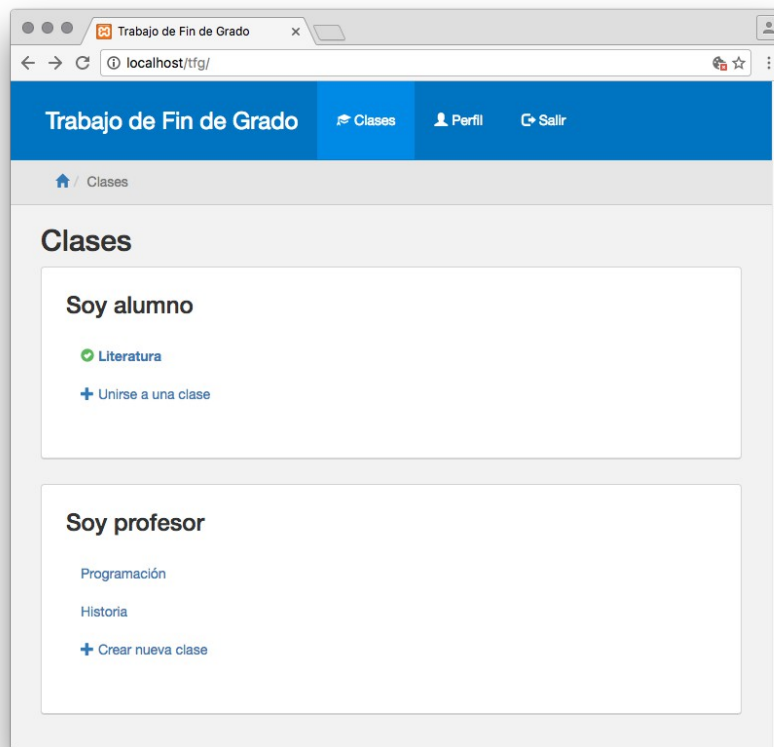 Trabajo de Fin de Grado
localhost/tfg/
Trabajo de Fin de Grado Clases Perfil Salir
/ Clases
Clases
Soy alumno
Literatura
Unirse a una clase
Soy profesor
Programación
Historia
Crear nueva clase